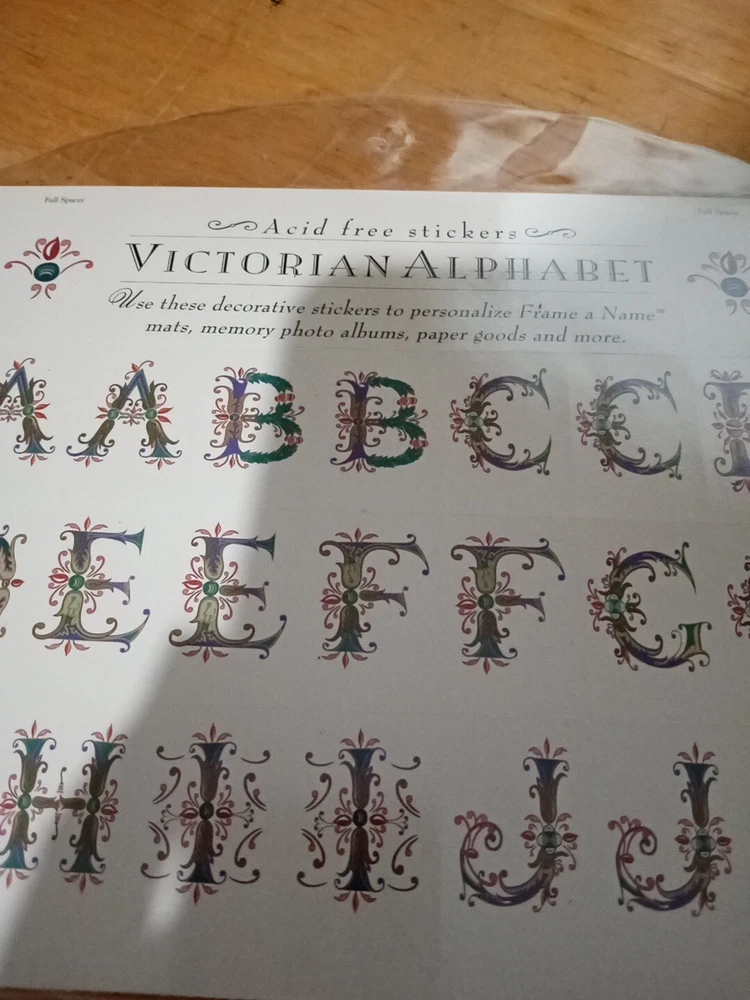 Full Spacer Full Spacer
Acid free stickers
VICTORIAN ALPHABET
Use these decorative stickers to personalize Frame a Name™
mats, memory photo albums, paper goods and more.
A A B B C C
E E F F G
H I I J J